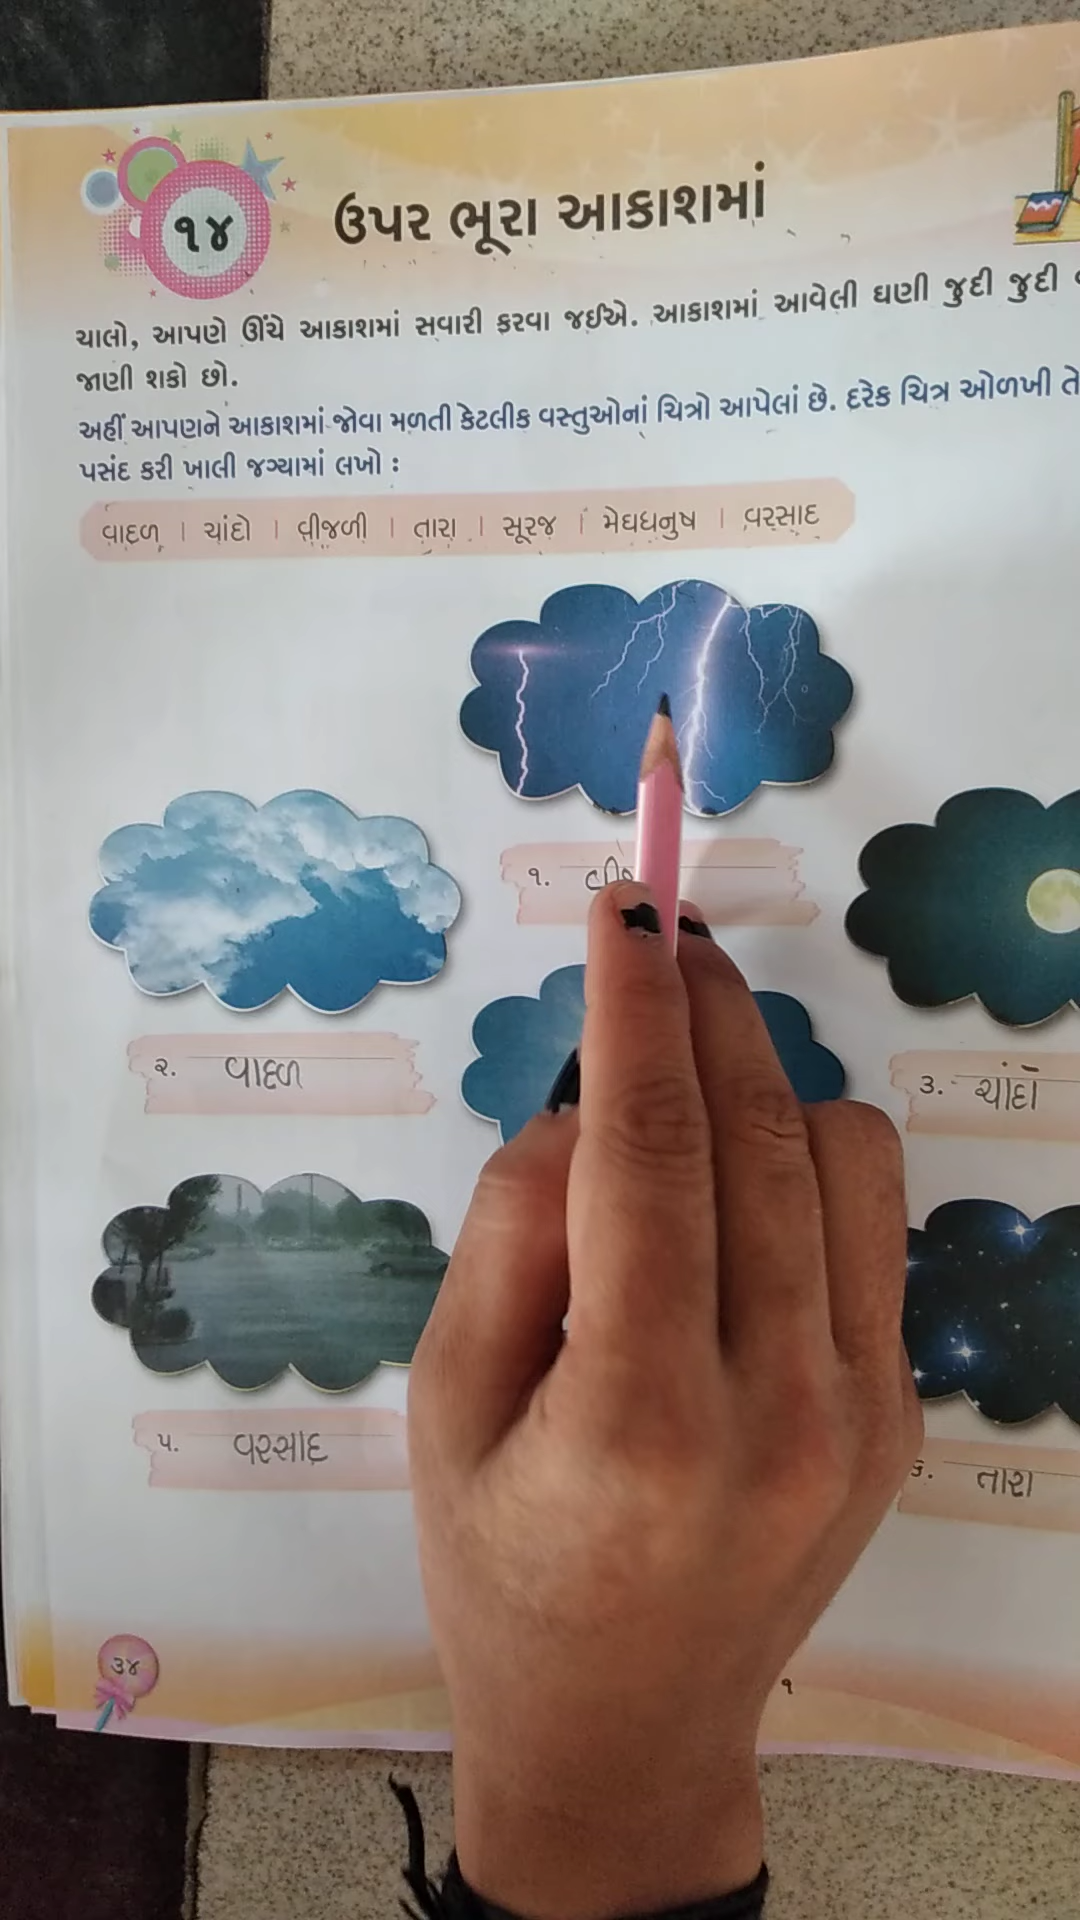 ૧૪
ઉપર ભૂરા આકાશમાં
ચાલો, આપણે ઊંચે આકાશમાં સવારી કરવા જઈએ. આકાશમાં આવેલી ઘણી જુદી જુદી
જાણી શકો છો.
અહીં આપણને આકાશમાં જોવા મળતી કેટલીક વસ્તુઓનાં ચિત્રો આપેલાં છે. દરેક ચિત્ર ઓળખી તે
પસંદ કરી ખાલી જગ્યામાં લખો :
વાદળ | ચાંદો | વીજળી | તારા | સૂરજ | મેઘધનુષ | વરસાદ
૧.
૨. વાદળ
૩. ચાંદો
૫. વરસાદ
૬. તારા
૩૪
૧